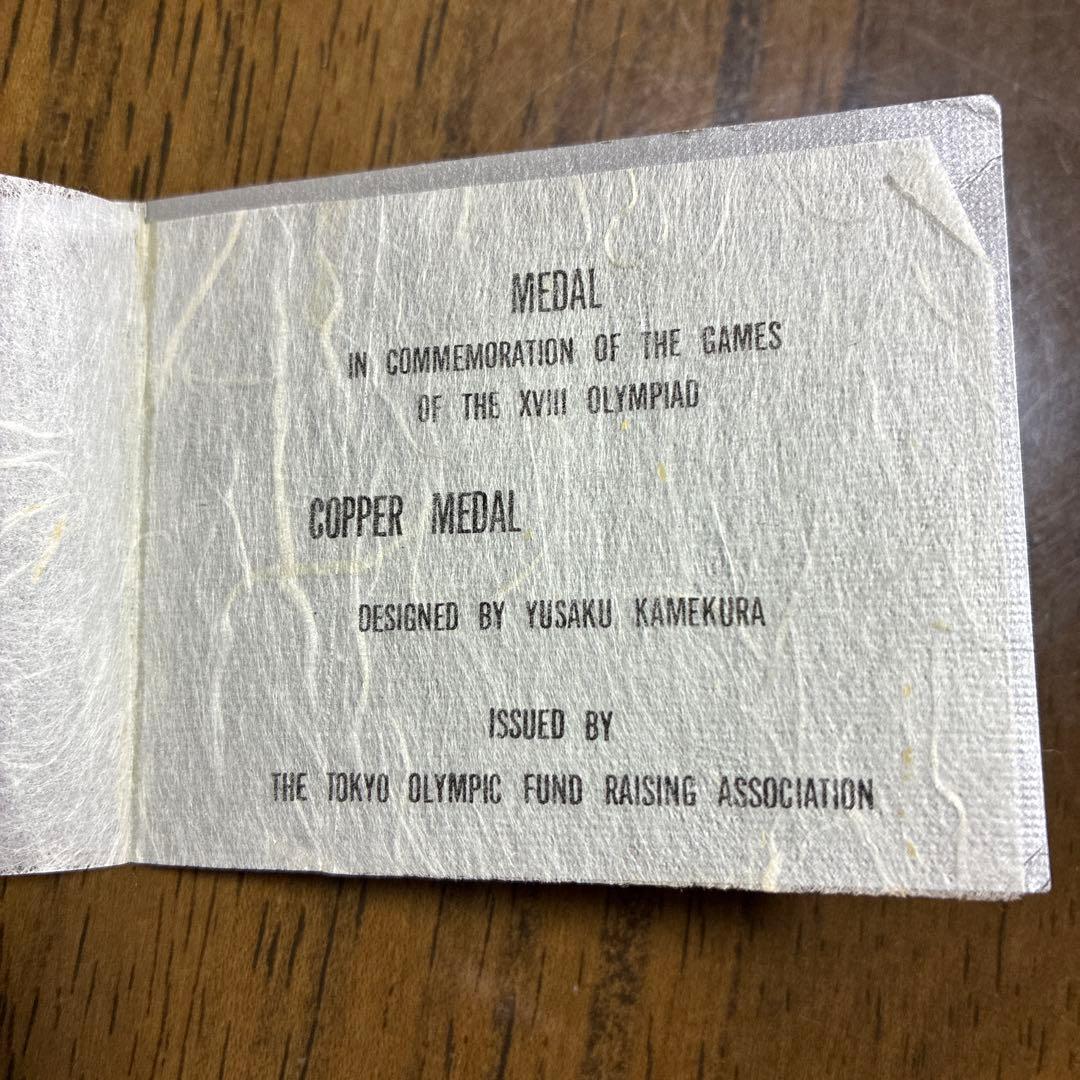 MEDAL
IN COMMEMORATION OF THE GAMES
OF THE XVIII OLYMPIAD
COPPER MEDAL
DESIGNED BY YUSAKU KAMEKURA
ISSUED BY
THE TOKYO OLYMPIC FUND RAISING ASSOCIATION